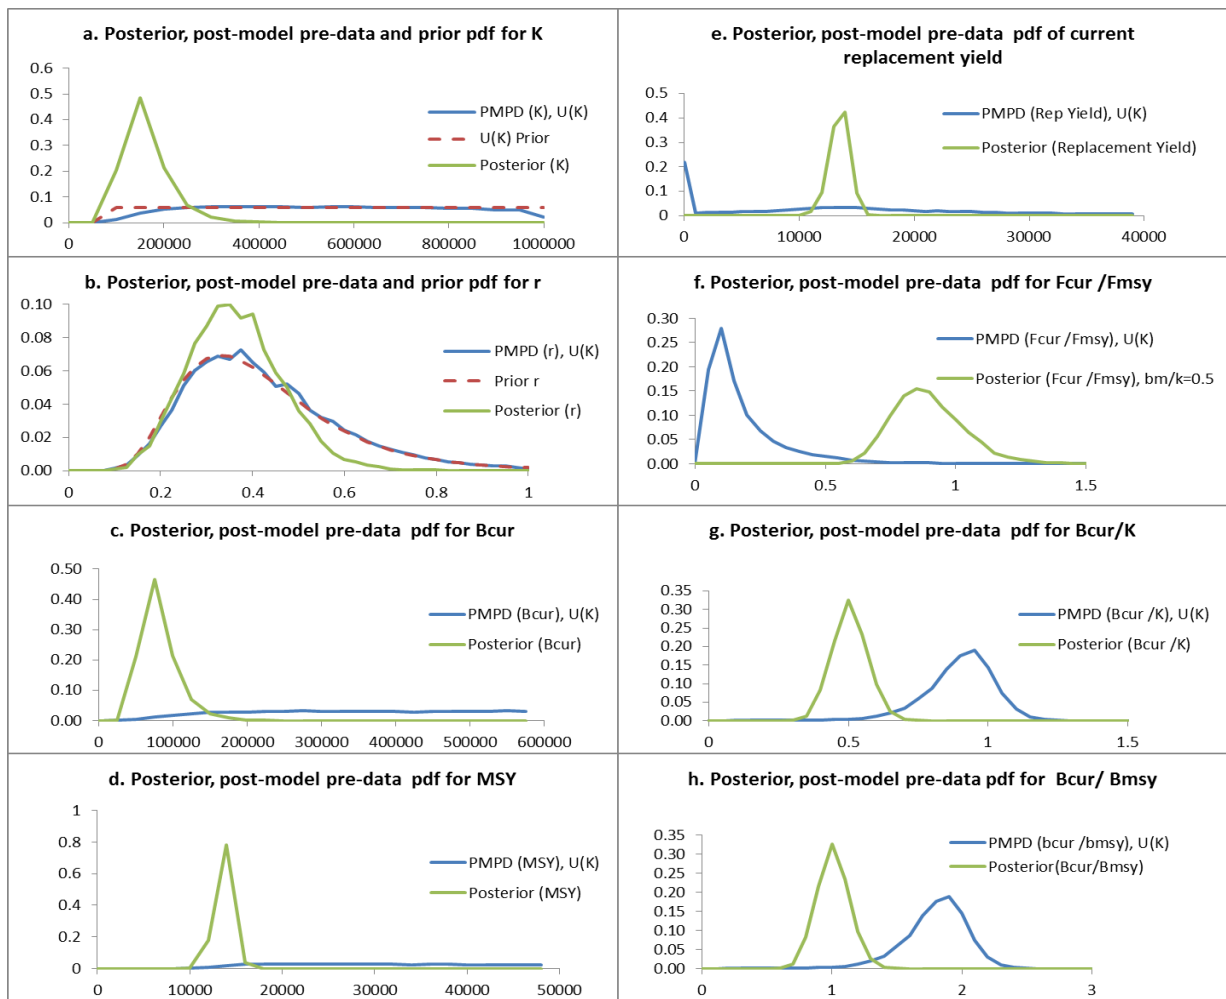 a. Posterior, post-model pre-data and prior pdf for K
0.6
0.5
0.4
0.3
0.2
0.1
0
0 200000 400000 600000 800000 1000000
PMPD (K), U(K)
U(K) Prior
Posterior (K)
b. Posterior, post-model pre-data and prior pdf for r
0.10
0.08
0.06
0.04
0.02
0.00
0 0.2 0.4 0.6 0.8 1
PMPD (r), U(K)
Prior r
Posterior (r)
c. Posterior, post-model pre-data pdf for Bcur
0.50
0.40
0.30
0.20
0.10
0.00
0 100000 200000 300000 400000 500000 600000
PMPD (Bcur), U(K)
Posterior (Bcur)
d. Posterior, post-model pre-data pdf for MSY
1
0.8
0.6
0.4
0.2
0
0 10000 20000 30000 40000 50000
PMPD (MSY), U(K)
Posterior (MSY)
e. Posterior, post-model pre-data pdf of current
replacement yield
0.5
0.4
0.3
0.2
0.1
0
0 10000 20000 30000 40000
PMPD (Rep Yield), U(K)
Posterior (Replacement Yield)
f. Posterior, post-model pre-data pdf for Fcur /Fmsy
0.30
0.25
0.20
0.15
0.10
0.05
0.00
0 0.5 1 1.5
PMPD (Fcur /Fmsy), U(K)
Posterior (Fcur /Fmsy), bm/k=0.5
g. Posterior, post-model pre-data pdf for Bcur/K
0.35
0.30
0.25
0.20
0.15
0.10
0.05
0.00
0 0.5 1 1.5
PMPD (Bcur /K), U(K)
Posterior (Bcur /K)
h. Posterior, post-model pre-data pdf for Bcur/ Bmsy
0.35
0.30
0.25
0.20
0.15
0.10
0.05
0.00
0 1 2 3
PMPD (bcur /bmsy), U(K)
Posterior(Bcur/Bmsy)